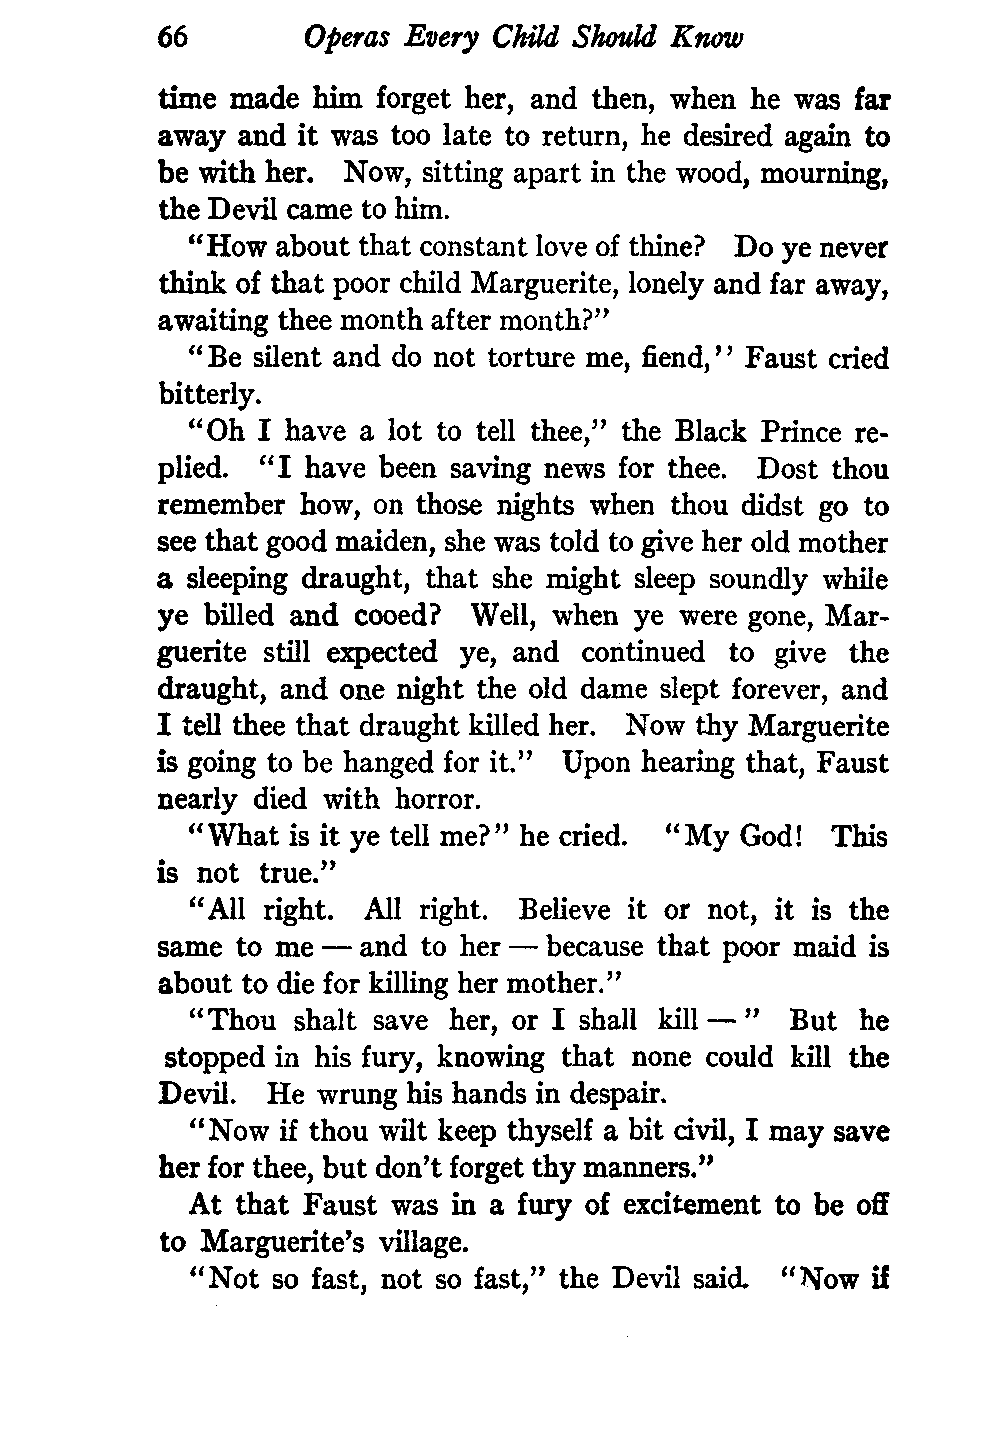 66 Operas Every Child Should Know
time made him forget her, and then, when he was far
away and it was too late to return, he desired again to
be with her. Now, sitting apart in the wood, mourning,
the Devil came to him.
"How about that constant love of thine? Do ye never
think of that poor child Marguerite, lonely and far away,
awaiting thee month after month?"
"Be silent and do not torture me, fiend," Faust cried
bitterly.
"Oh I have a lot to tell thee," the Black Prince re-
plied. "I have been saving news for thee. Dost thou
remember how, on those nights when thou didst go to
see that good maiden, she was told to give her old mother
a sleeping draught, that she might sleep soundly while
ye billed and cooed? Well, when ye were gone, Mar-
guerite still expected ye, and continued to give the
draught, and one night the old dame slept forever, and
I tell thee that draught killed her. Now thy Marguerite
is going to be hanged for it." Upon hearing that, Faust
nearly died with horror.
"What is it ye tell me?" he cried. "My God! This
is not true."
"All right. All right. Believe it or not, it is the
same to me — and to her — because that poor maid is
about to die for killing her mother."
"Thou shalt save her, or I shall kill — " But he
stopped in his fury, knowing that none could kill the
Devil. He wrung his hands in despair.
"Now if thou wilt keep thyself a bit civil, I may save
her for thee, but don't forget thy manners."
At that Faust was in a fury of excitement to be off
to Marguerite's village.
"Not so fast, not so fast," the Devil said. "Now if